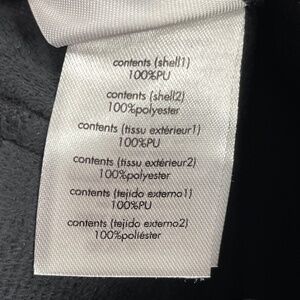 contents (shell1)
100%PU
contents (shell2)
100%polyester
contents (tissu extérieur1)
100%PU
contents (tissu extérieur2)
100%polyester
contents (tejido externo1)
100%PU
contents (tejido externo2)
100%poliéster